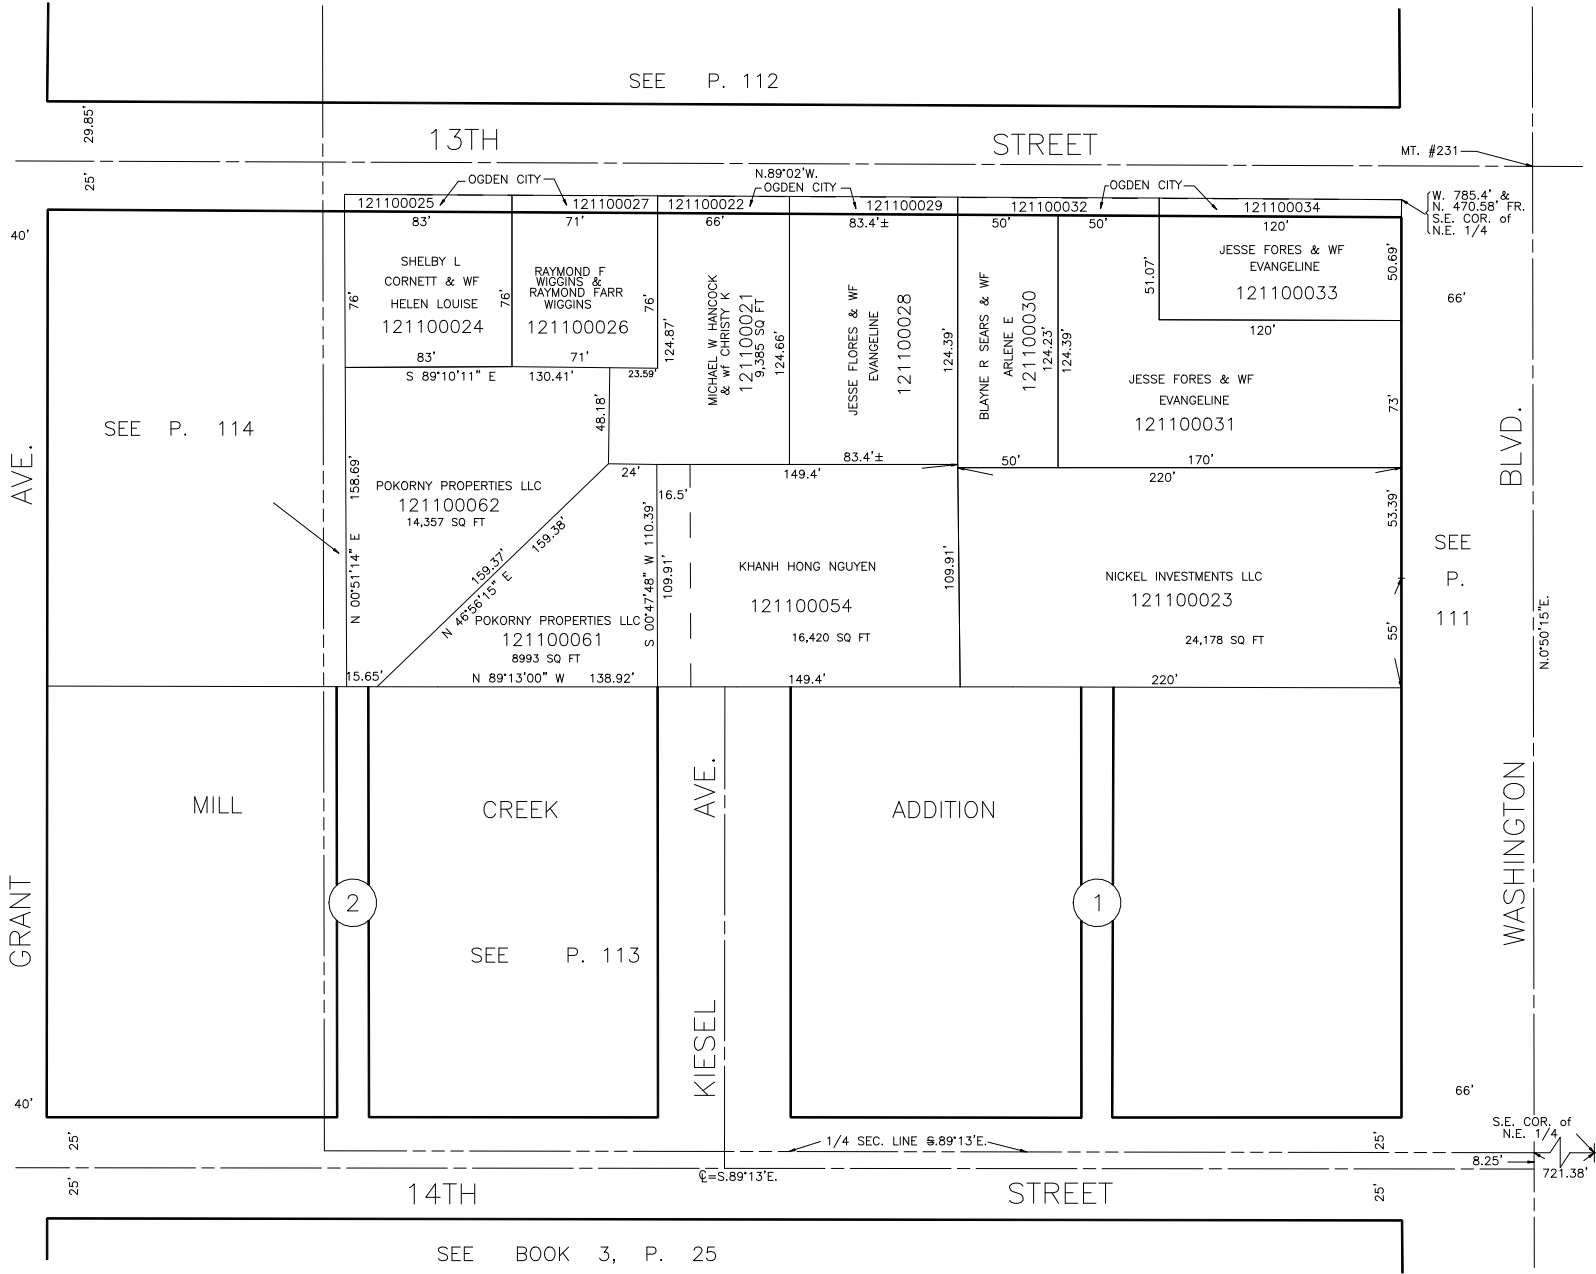 SEE P. 112
29.85'
13TH STREET
MT. #231
25'
N.89°02'W.
OGDEN CITY
OGDEN CITY
OGDEN CITY
W. 785.4' &
N. 470.58' FR.
S.E. COR. of
N.E. 1/4
121100025
121100027
121100022
121100029
121100032
121100034
40'
83'
71'
66'
83.4'±
50'
50'
120'
SHELBY L
CORNETT & WF
HELEN LOUISE
121100024
76'
76'
83'
RAYMOND F
WIGGINS &
RAYMOND FARR
WIGGINS
121100026
76'
71'
124.87'
MICHAEL W HANCOCK
& wf CHRISTY K
121100021
9,385 SQ FT
124.66'
JESSE FLORES & WF
EVANGELINE
121100028
124.39'
83.4'±
BLAYNE R SEARS & WF
ARLENE E
121100030
124.23'
124.39'
50'
51.07'
JESSE FORES & WF
EVANGELINE
121100033
50.69'
120'
66'
JESSE FORES & WF
EVANGELINE
121100031
73'
170'
S 89°10'11" E 130.41'
23.59'
48.18'
SEE P. 114
AVE.
BLVD.
158.69'
N 00°51'14" E
POKORNY PROPERTIES LLC
121100062
14,357 SQ FT
24'
16.5'
149.4'
220'
159.37'
159.38'
N 46°56'15" E
S 00°47'48" W 110.39'
109.91'
POKORNY PROPERTIES LLC
121100061
8993 SQ FT
15.65'
N 89°13'00" W 138.92'
KHANH HONG NGUYEN
121100054
16,420 SQ FT
109.91'
149.4'
NICKEL INVESTMENTS LLC
121100023
24,178 SQ FT
53.39'
55'
220'
SEE
P.
111
N.0°50'15"E.
MILL CREEK ADDITION
AVE.
2
1
GRANT
KIESEL
WASHINGTON
SEE P. 113
40'
66'
25'
1/4 SEC. LINE S.89°13'E.
25'
S.E. COR. of
N.E. 1/4
8.25'
721.38'
25'
℄=S.89°13'E.
25'
14TH STREET
SEE BOOK 3, P. 25